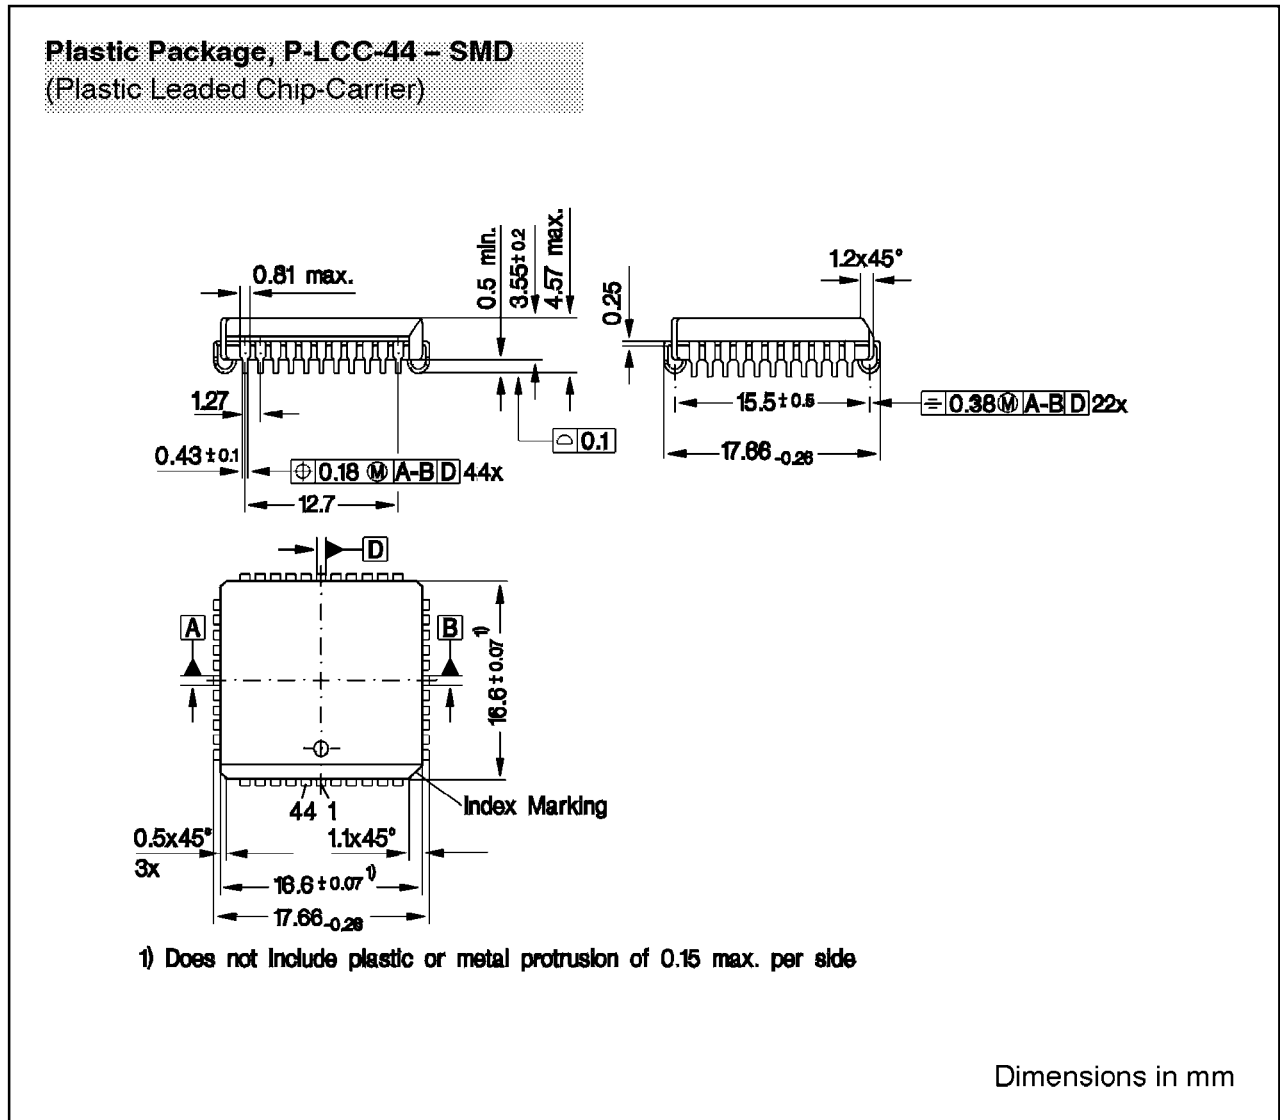 Plastic Package, P-LCC-44 – SMD
(Plastic Leaded Chip-Carrier)
0.81 max.
0.5 min.
3.55±0.2
4.57 max.
0.25
1.2x45°
1.27
0.43±0.1
⌖ 0.18 Ⓜ A-B D 44x
12.7
⌓ 0.1
15.5±0.5
⌯ 0.38 Ⓜ A-B D 22x
17.66 -0.26
D
A
B
16.6±0.07 1)
44 1
Index Marking
0.5x45°
3x
1.1x45°
16.6±0.07 1)
17.66 -0.26
1) Does not include plastic or metal protrusion of 0.15 max. per side
Dimensions in mm